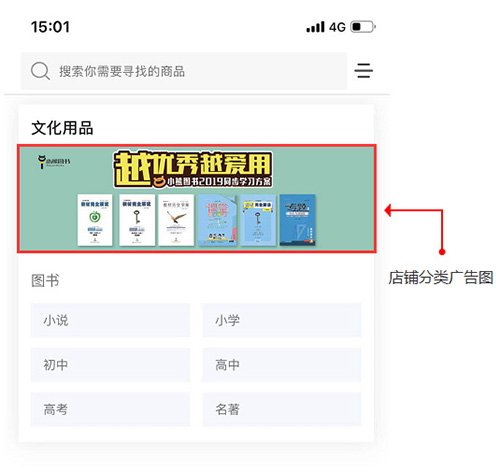 15:01
4G
搜索你需要寻找的商品
文化用品
小熊图书
越优秀越爱用
小熊图书2019同步学习方案
店铺分类广告图
图书
小说
小学
初中
高中
高考
名著